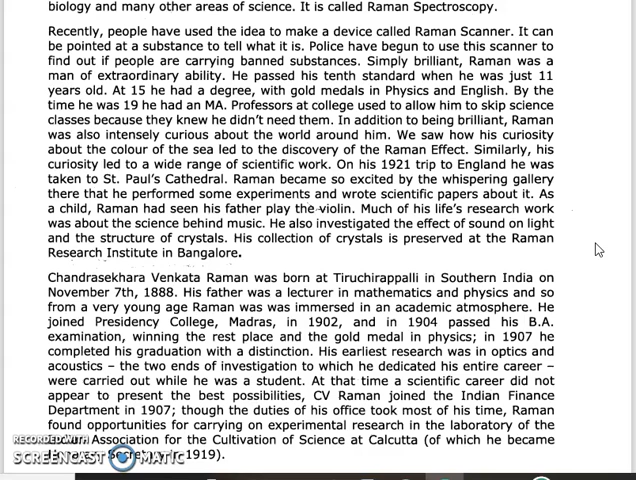 biology and many other areas of science. It is called Raman Spectroscopy.
Recently, people have used the idea to make a device called Raman Scanner. It can
be pointed at a substance to tell what it is. Police have begun to use this scanner to
find out if people are carrying banned substances. Simply brilliant, Raman was a
man of extraordinary ability. He passed his tenth standard when he was just 11
years old. At 15 he had a degree, with gold medals in Physics and English. By the
time he was 19 he had an MA. Professors at college used to allow him to skip science
classes because they knew he didn't need them. In addition to being brilliant, Raman
was also intensely curious about the world around him. We saw how his curiosity
about the colour of the sea led to the discovery of the Raman Effect. Similarly, his
curiosity led to a wide range of scientific work. On his 1921 trip to England he was
taken to St. Paul's Cathedral. Raman became so excited by the whispering gallery
there that he performed some experiments and wrote scientific papers about it. As
a child, Raman had seen his father play the violin. Much of his life's research work
was about the science behind music. He also investigated the effect of sound on light
and the structure of crystals. His collection of crystals is preserved at the Raman
Research Institute in Bangalore.
Chandrasekhara Venkata Raman was born at Tiruchirappalli in Southern India on
November 7th, 1888. His father was a lecturer in mathematics and physics and so
from a very young age Raman was was immersed in an academic atmosphere. He
joined Presidency College, Madras, in 1902, and in 1904 passed his B.A.
examination, winning the rest place and the gold medal in physics; in 1907 he
completed his graduation with a distinction. His earliest research was in optics and
acoustics – the two ends of investigation to which he dedicated his entire career –
were carried out while he was a student. At that time a scientific career did not
appear to present the best possibilities, CV Raman joined the Indian Finance
Department in 1907; though the duties of his office took most of his time, Raman
found opportunities for carrying on experimental research in the laboratory of the
Association for the Cultivation of Science at Calcutta (of which he became
1919).
RECORDED WITH
SCREENCAST MATIC